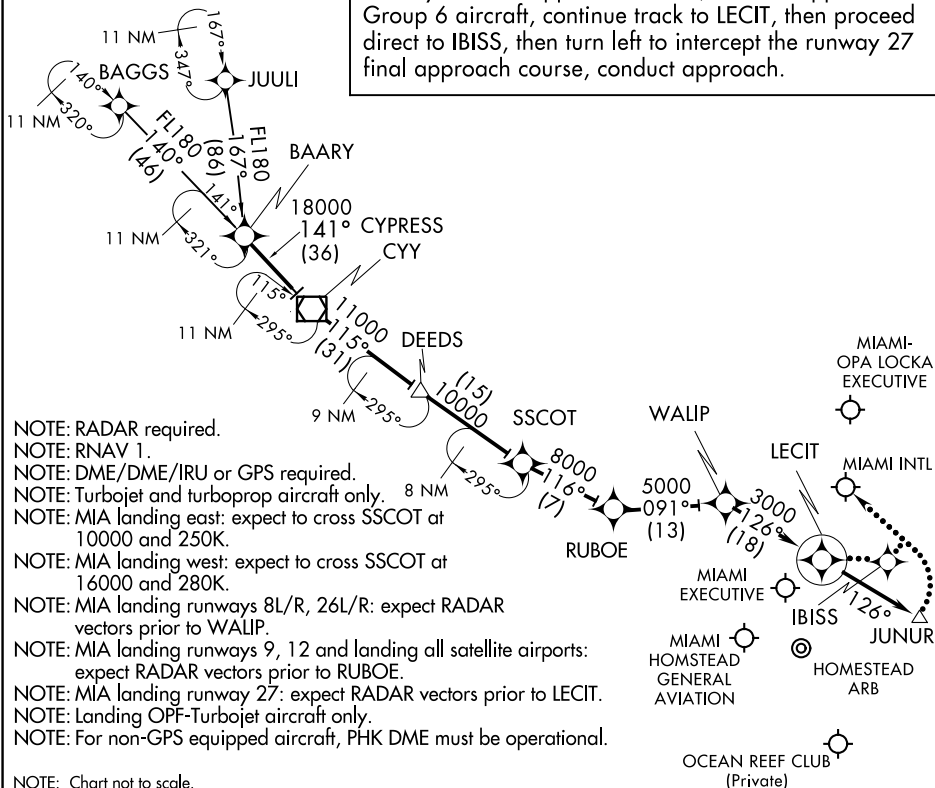 Group 6 aircraft, continue track to LECIT, then proceed
direct to IBISS, then turn left to intercept the runway 27
final approach course, conduct approach.
11 NM
167°
347°
JUULI
BAGGS
140°
320°
11 NM
FL180
140°
(46)
FL180
167°
(86)
BAARY
141°
321°
11 NM
18000
141°
(36)
CYPRESS
CYY
115°
295°
11 NM
11000
115°
(31)
DEEDS
295°
9 NM
(15)
10000
SSCOT
295°
8 NM
8000
116°
(7)
RUBOE
WALIP
5000
091°
(13)
3000
126°
(18)
LECIT
MIAMI-
OPA LOCKA
EXECUTIVE
MIAMI INTL
MIAMI
EXECUTIVE
IBISS
126°
JUNUR
MIAMI
HOMSTEAD
GENERAL
AVIATION
HOMESTEAD
ARB
OCEAN REEF CLUB
(Private)
NOTE: RADAR required.
NOTE: RNAV 1.
NOTE: DME/DME/IRU or GPS required.
NOTE: Turbojet and turboprop aircraft only.
NOTE: MIA landing east: expect to cross SSCOT at
10000 and 250K.
NOTE: MIA landing west: expect to cross SSCOT at
16000 and 280K.
NOTE: MIA landing runways 8L/R, 26L/R: expect RADAR
vectors prior to WALIP.
NOTE: MIA landing runways 9, 12 and landing all satellite airports:
expect RADAR vectors prior to RUBOE.
NOTE: MIA landing runway 27: expect RADAR vectors prior to LECIT.
NOTE: Landing OPF-Turbojet aircraft only.
NOTE: For non-GPS equipped aircraft, PHK DME must be operational.
NOTE: Chart not to scale.